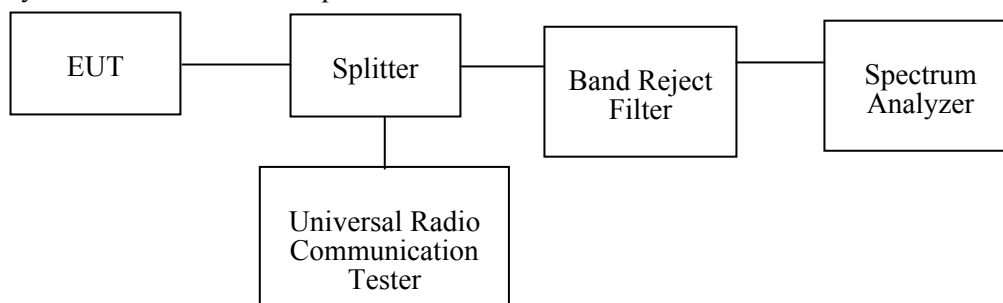 EUT
Splitter
Band Reject
Filter
Spectrum
Analyzer
Universal Radio
Communication
Tester